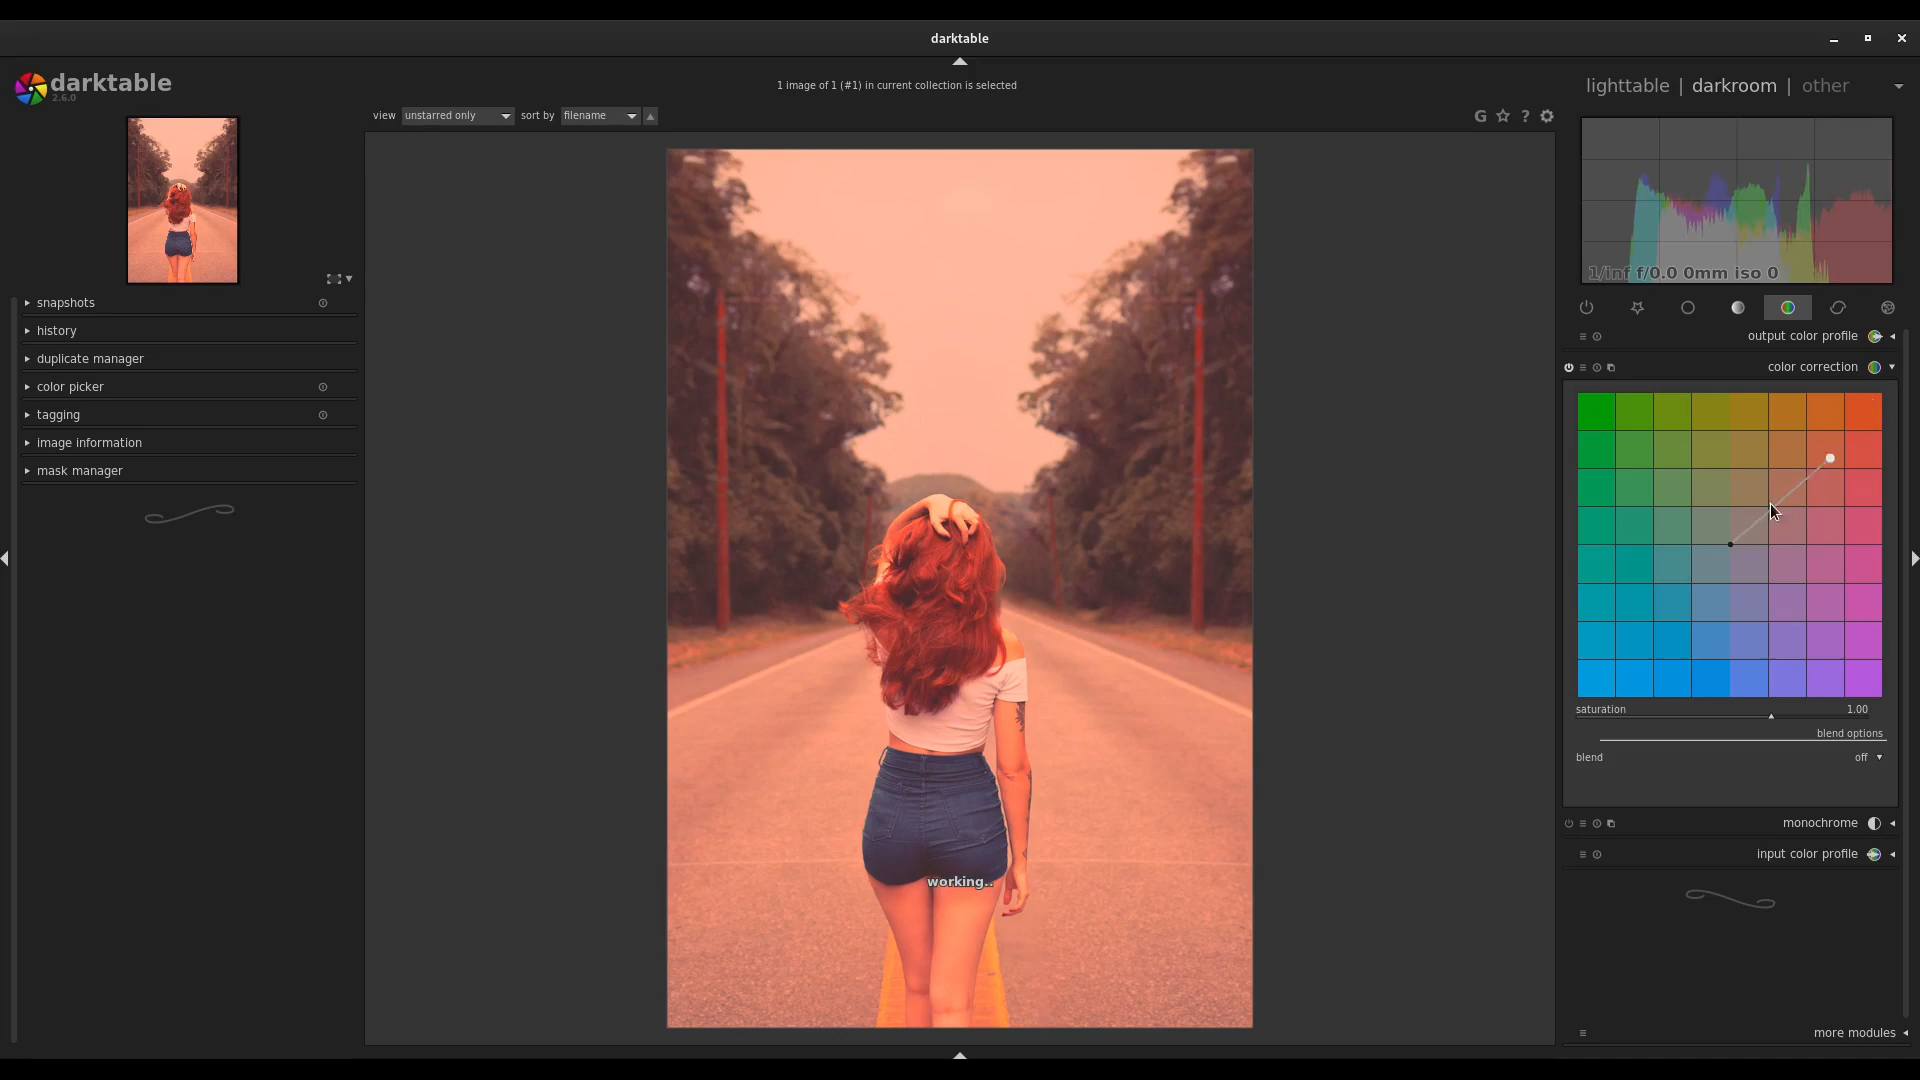 darktable
darktable
2.6.0
1 image of 1 (#1) in current collection is selected
lighttable | darkroom | other
view unstarred only sort by filename
G ?
1/inf f/0.0 0mm iso 0
snapshots
history
duplicate manager
color picker
tagging
image information
mask manager
output color profile
color correction
saturation 1.00
blend options
blend off
monochrome
input color profile
working..
more modules